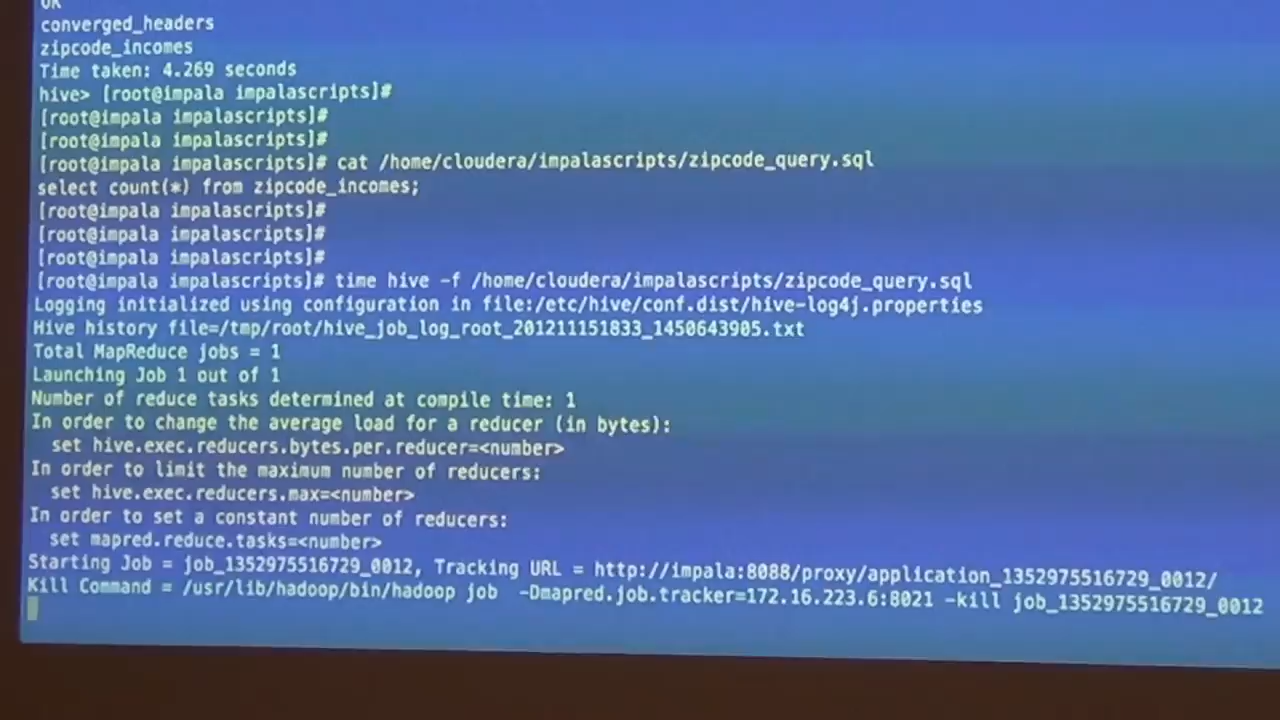 OK
converged_headers
zipcode_incomes
Time taken: 4.269 seconds
hive> [root@impala impalascripts]#
[root@impala impalascripts]#
[root@impala impalascripts]#
[root@impala impalascripts]# cat /home/cloudera/impalascripts/zipcode_query.sql
select count(*) from zipcode_incomes;
[root@impala impalascripts]#
[root@impala impalascripts]#
[root@impala impalascripts]#
[root@impala impalascripts]# time hive -f /home/cloudera/impalascripts/zipcode_query.sql
Logging initialized using configuration in file:/etc/hive/conf.dist/hive-log4j.properties
Hive history file=/tmp/root/hive_job_log_root_201211151833_1450643905.txt
Total MapReduce jobs = 1
Launching Job 1 out of 1
Number of reduce tasks determined at compile time: 1
In order to change the average load for a reducer (in bytes):
  set hive.exec.reducers.bytes.per.reducer=<number>
In order to limit the maximum number of reducers:
  set hive.exec.reducers.max=<number>
In order to set a constant number of reducers:
  set mapred.reduce.tasks=<number>
Starting Job = job_1352975516729_0012, Tracking URL = http://impala:8088/proxy/application_1352975516729_0012/
Kill Command = /usr/lib/hadoop/bin/hadoop job  -Dmapred.job.tracker=172.16.223.6:8021 -kill job_1352975516729_0012